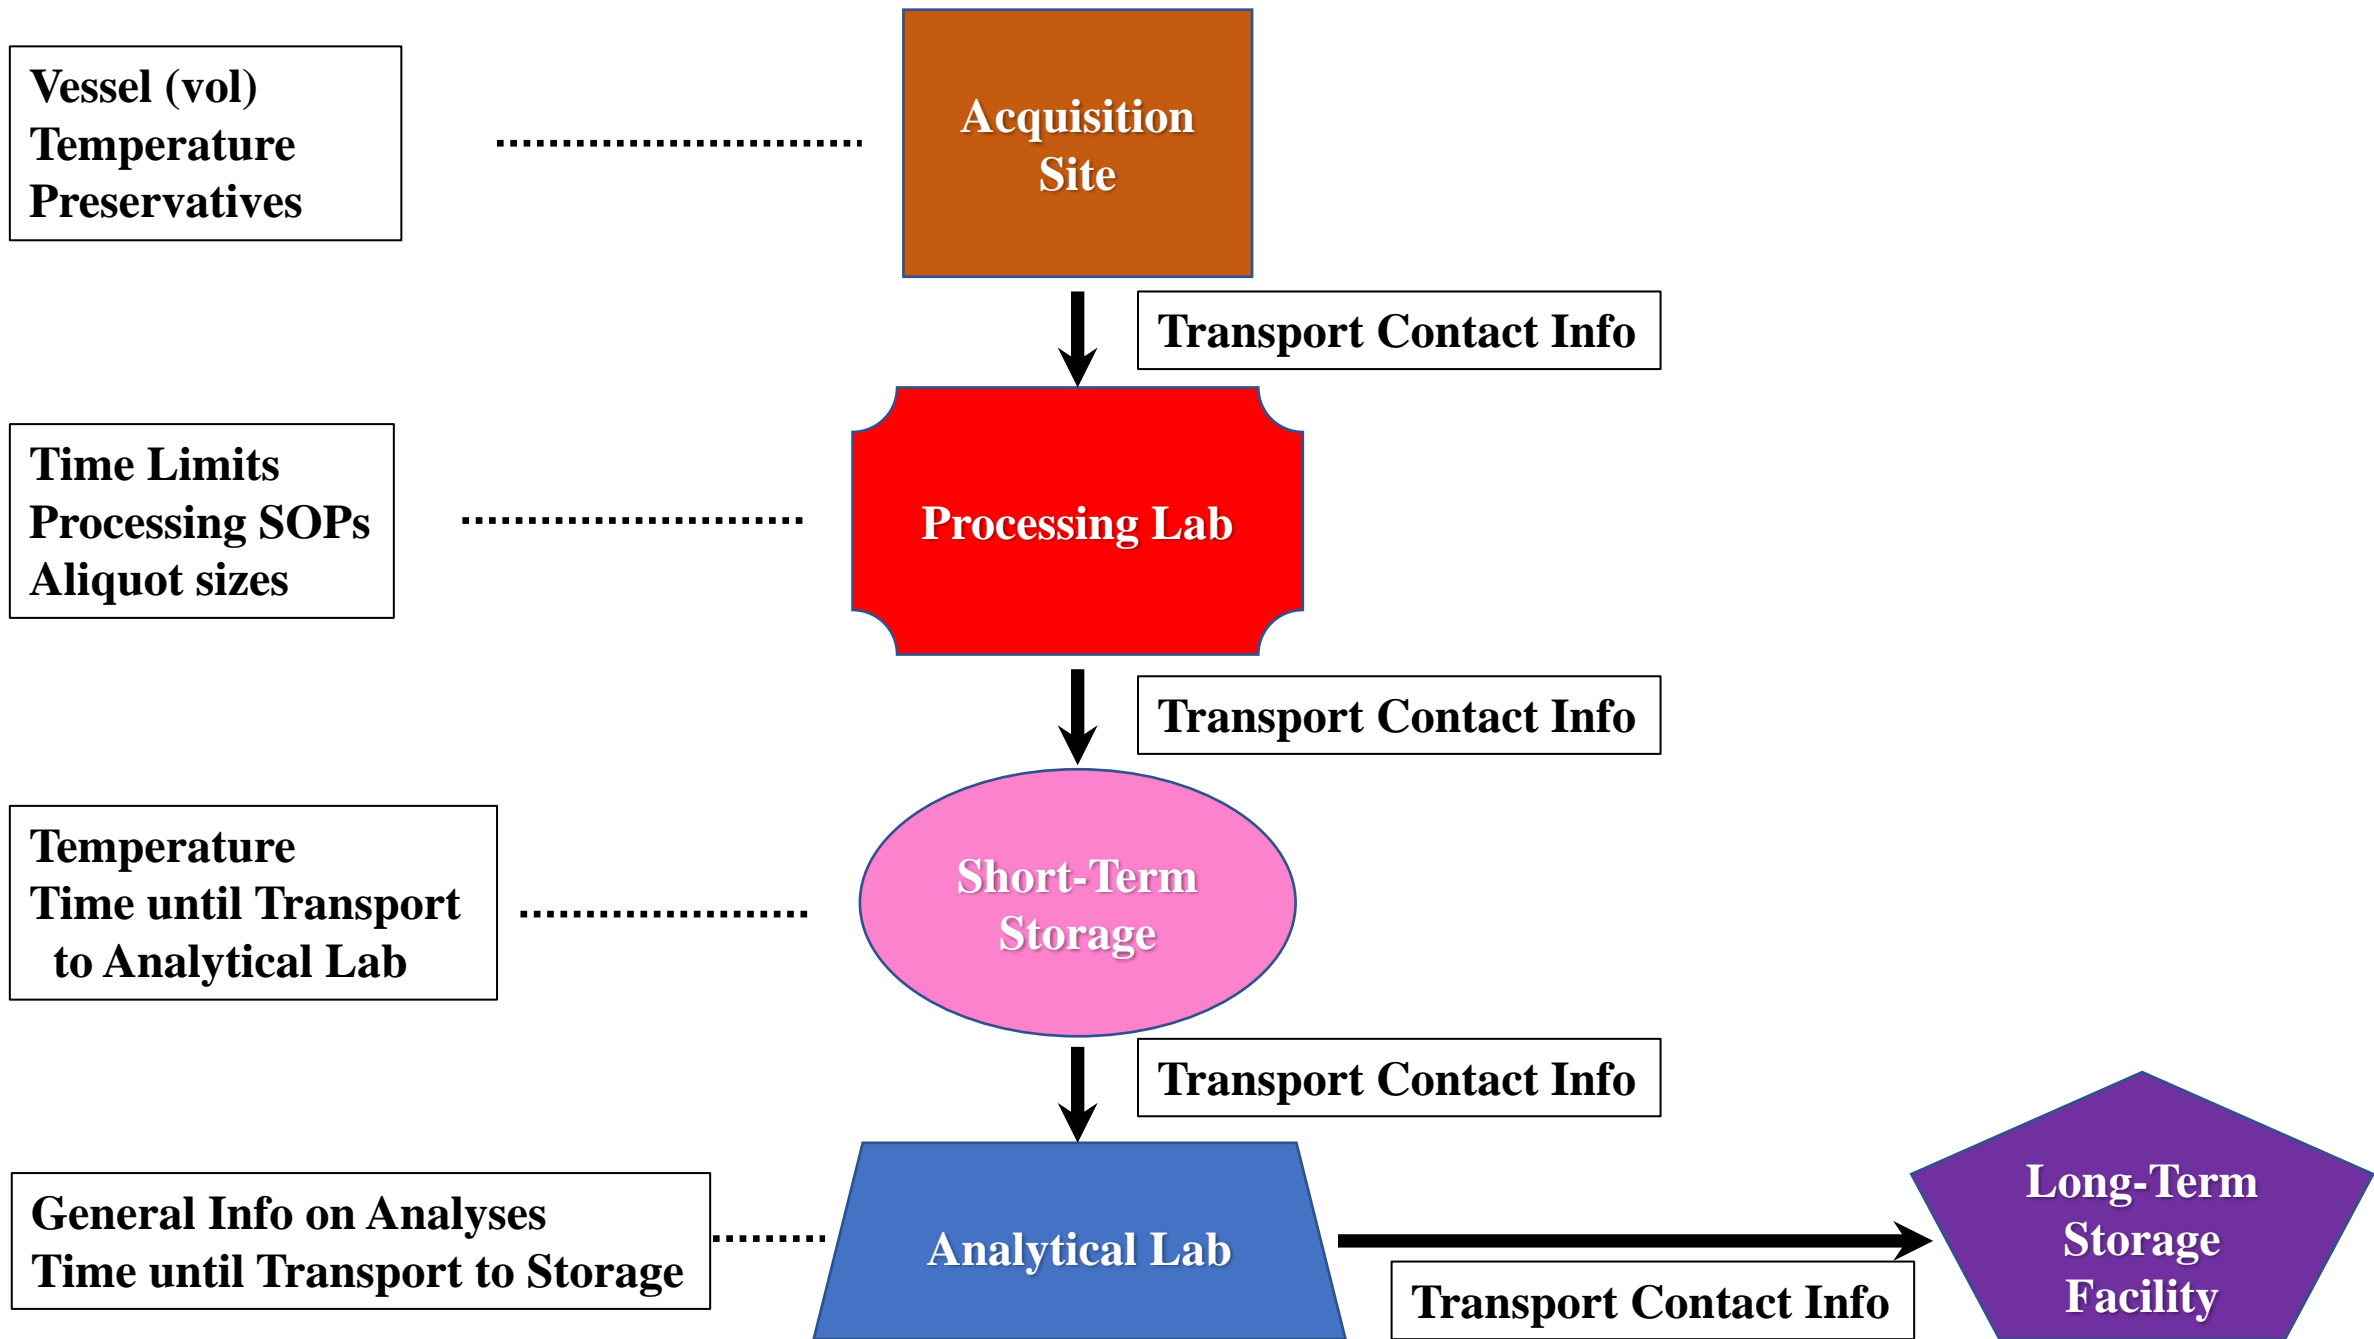 Vessel (vol)
Temperature
Preservatives
Acquisition
Site
Transport Contact Info
Time Limits
Processing SOPs
Aliquot sizes
Processing Lab
Transport Contact Info
Temperature
Time until Transport
to Analytical Lab
Short-Term
Storage
Transport Contact Info
General Info on Analyses
Time until Transport to Storage
Analytical Lab
Transport Contact Info
Long-Term
Storage
Facility